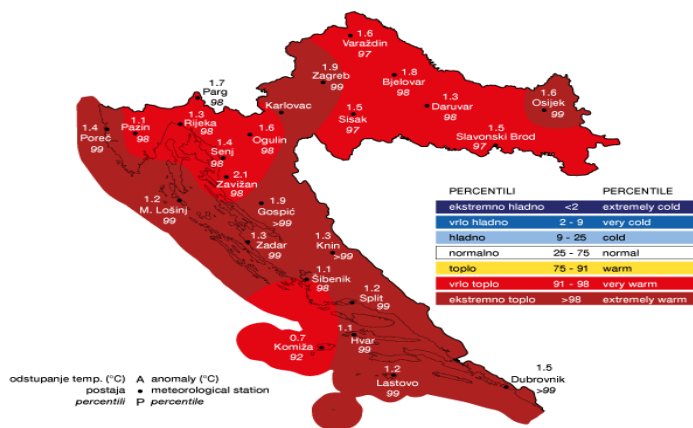 1.6
Varaždin
97
1.9
Zagreb
99
1.8
Bjelovar
98
1.7
Parg
98
1.6
Osijek
99
Karlovac
1.5
Sisak
97
1.3
Daruvar
98
1.5
Slavonski Brod
97
1.4
Poreč
99
1.1
Pazin
98
1.3
Rijeka
98
1.4
Senj
98
1.6
Ogulin
98
2.1
Zavižan
98
1.2
M. Lošinj
99
1.9
Gospić
>99
1.3
Zadar
99
1.3
Knin
>99
1.1
Šibenik
98
1.2
Split
99
0.7
Komiža
92
1.1
Hvar
99
1.2
Lastovo
99
1.5
Dubrovnik
>99
PERCENTILI PERCENTILE
ekstremno hladno <2 extremely cold
vrlo hladno 2 - 9 very cold
hladno 9 - 25 cold
normalno 25 - 75 normal
toplo 75 - 91 warm
vrlo toplo 91 - 98 very warm
ekstremno toplo >98 extremely warm
odstupanje temp. (°C) A anomaly (°C)
postaja meteorological station
percentili P percentile